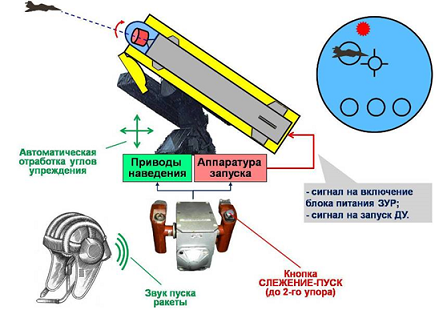 Автоматическая
отработка углов
упреждения
Приводы
наведения
Аппаратура
запуска
- сигнал на включение
блока питания ЗУР;
- сигнал на запуск ДУ.
Звук пуска
ракеты
Кнопка
СЛЕЖЕНИЕ-ПУСК
(до 2-го упора)